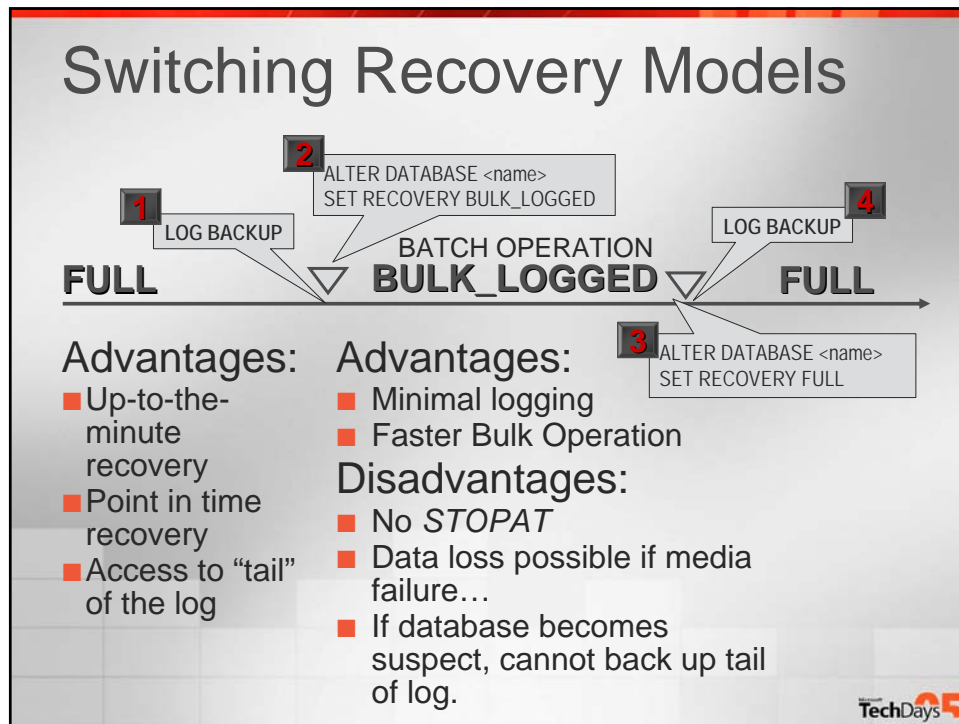 Switching Recovery Models
2
ALTER DATABASE <name>
SET RECOVERY BULK_LOGGED
1
LOG BACKUP
4
LOG BACKUP
BATCH OPERATION
FULL
BULK_LOGGED
FULL
3
ALTER DATABASE <name>
SET RECOVERY FULL
Advantages:
Up-to-the-
minute
recovery
Point in time
recovery
Access to “tail”
of the log
Advantages:
Minimal logging
Faster Bulk Operation
Disadvantages:
No STOPAT
Data loss possible if media
failure…
If database becomes
suspect, cannot back up tail
of log.
TechDays